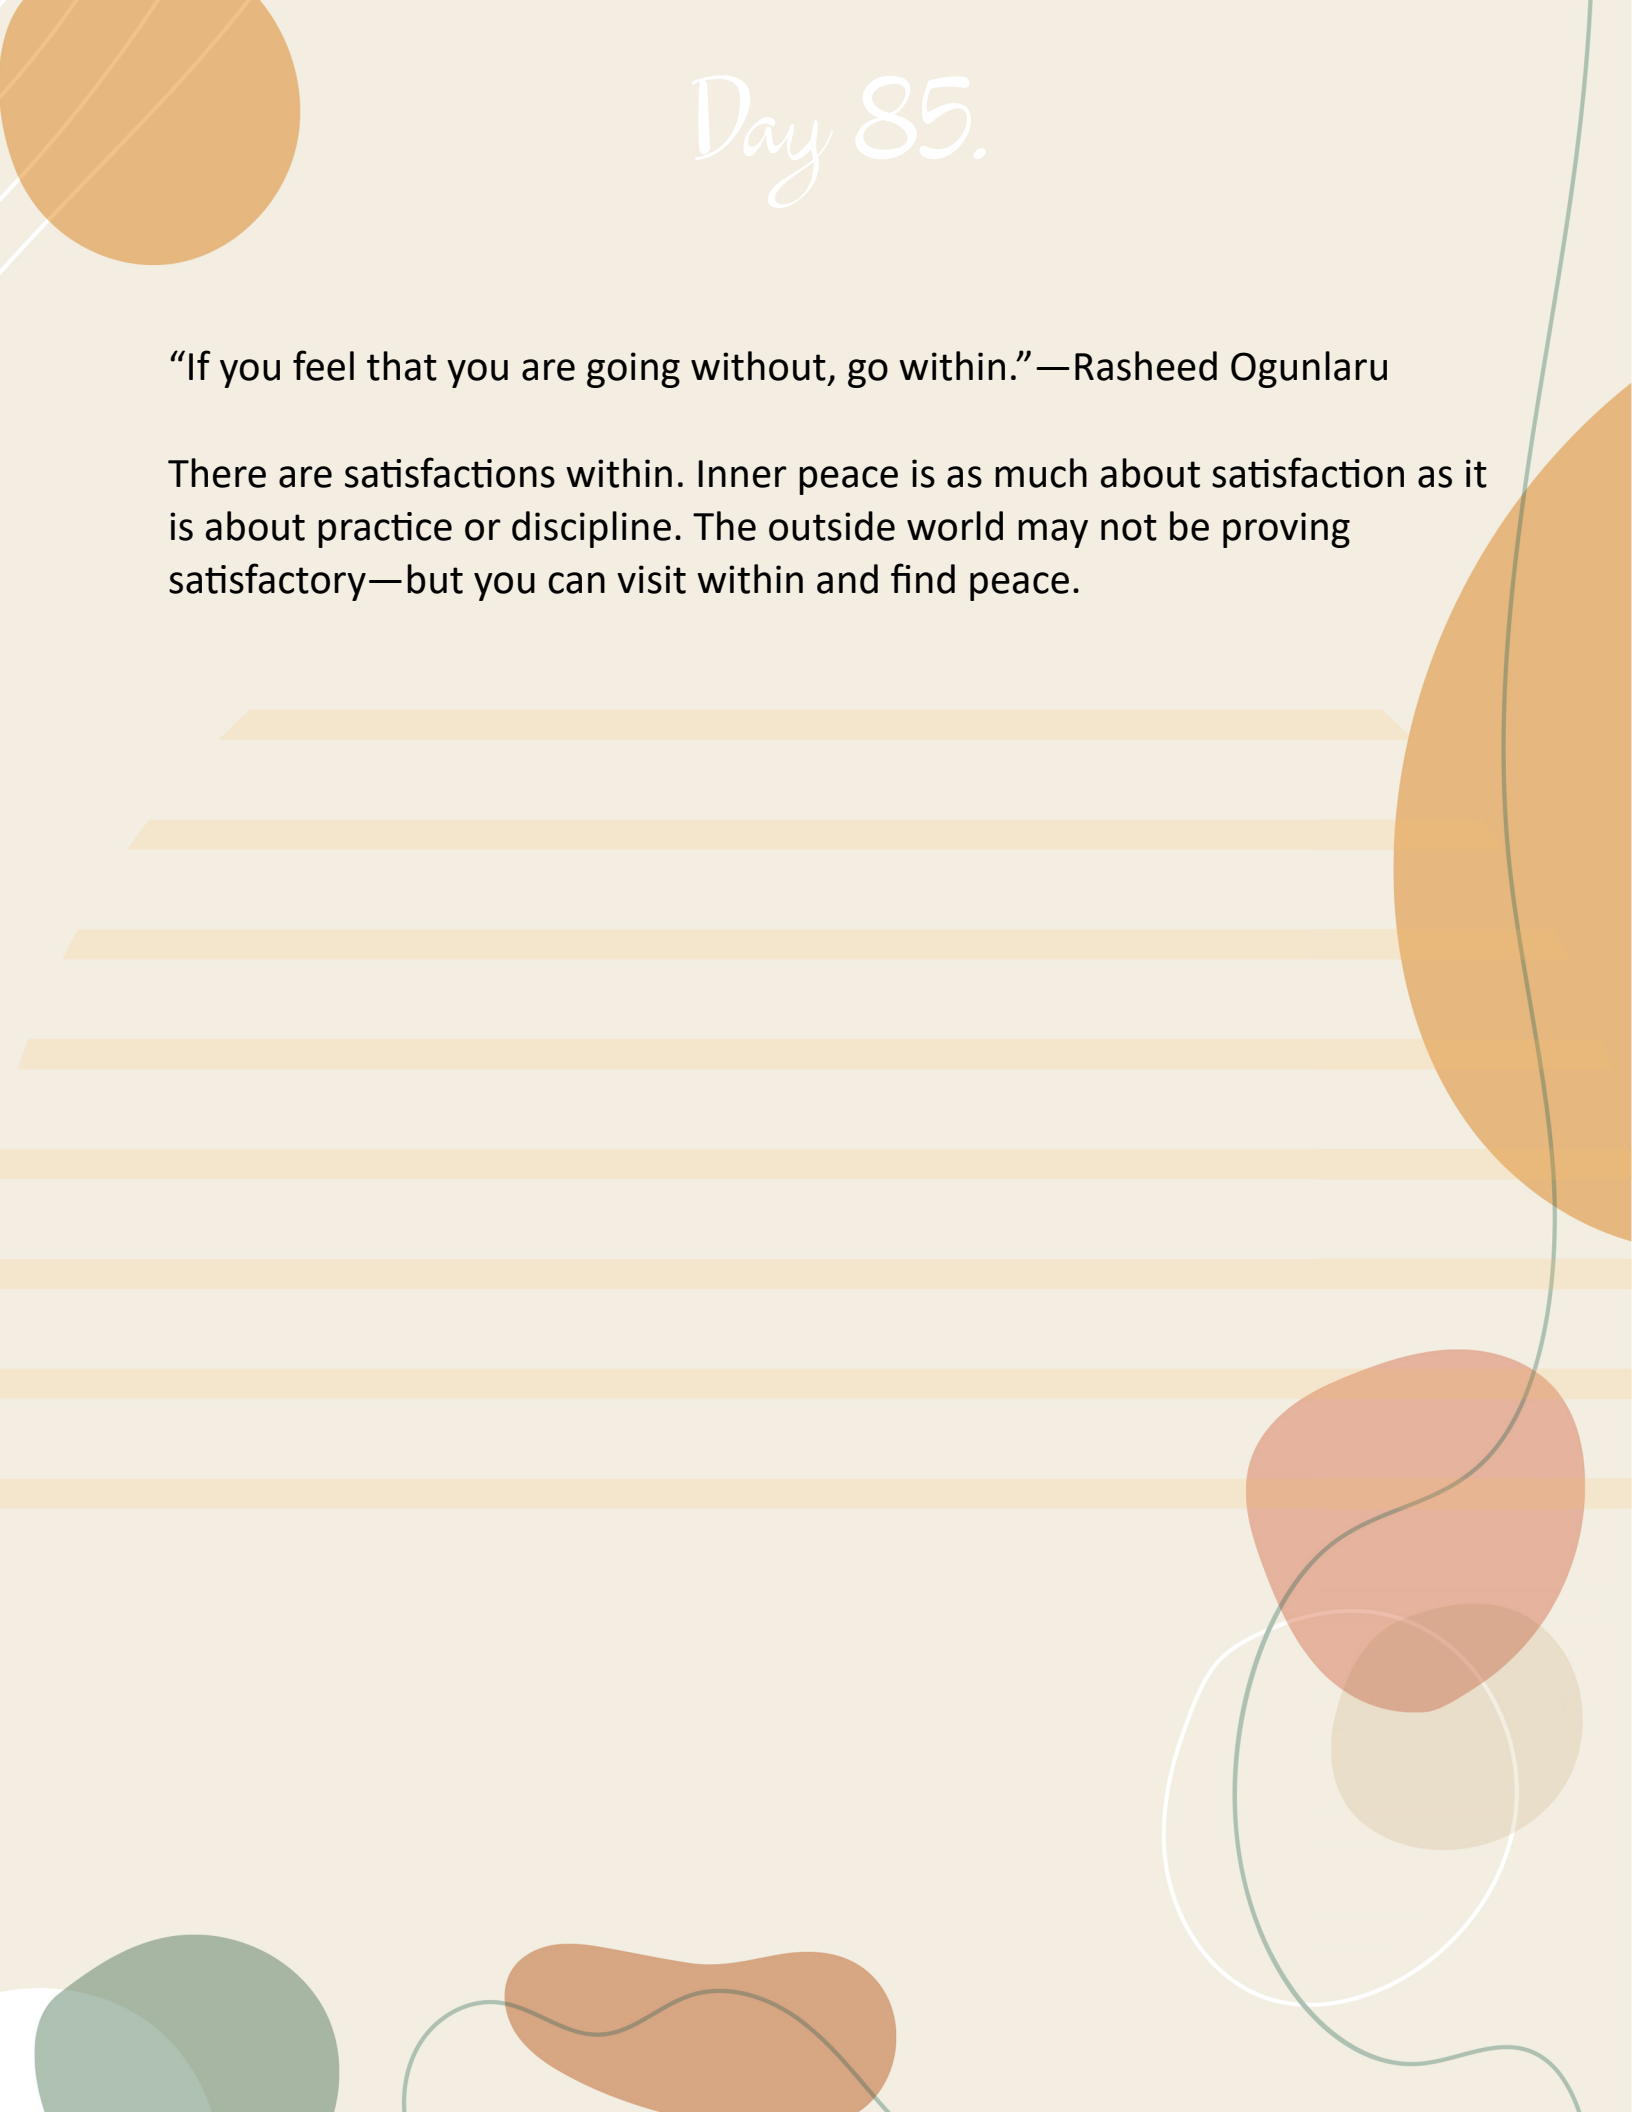 Day 85.
“If you feel that you are going without, go within.”—Rasheed Ogunlaru
There are satisfactions within. Inner peace is as much about satisfaction as it
is about practice or discipline. The outside world may not be proving
satisfactory—but you can visit within and find peace.